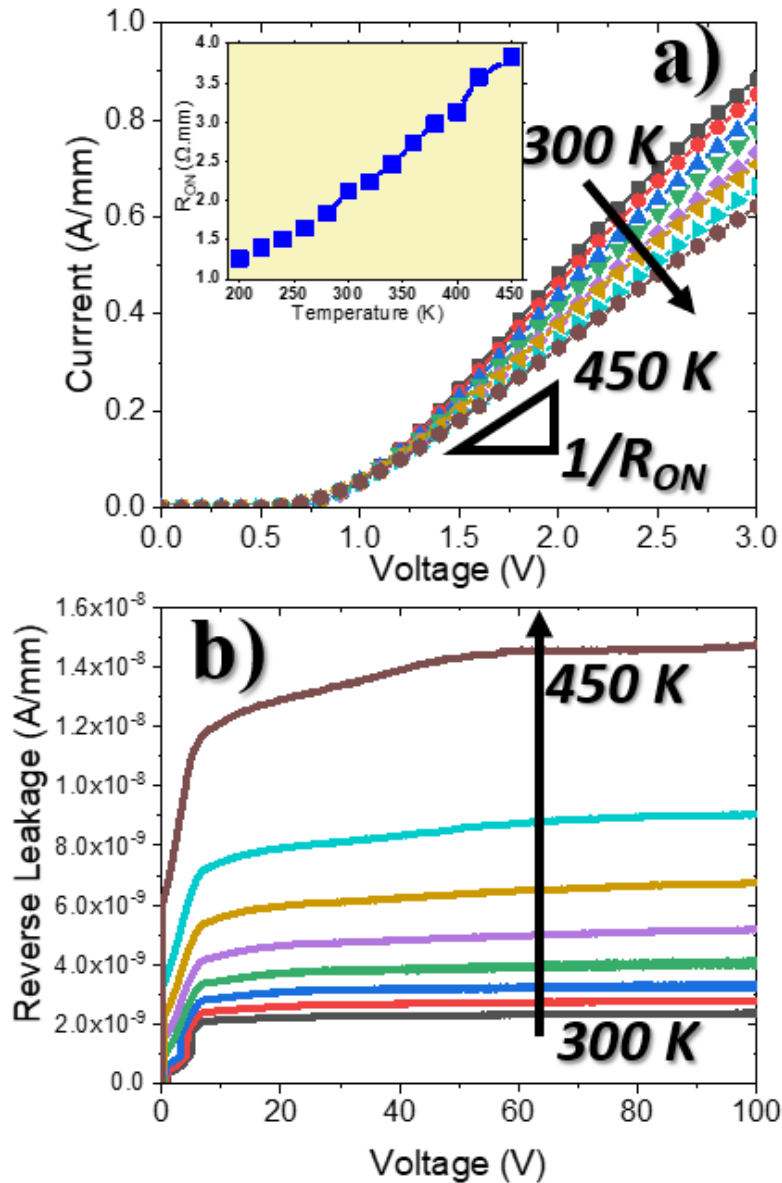 a)
Currrent (A/mm)
1.0
0.8
0.6
0.4
0.2
0.0
R_ON (Ω.mm)
4.0
3.5
3.0
2.5
2.0
1.5
1.0
200 250 300 350 400 450
Temperature (K)
300 K
450 K
1/R_ON
0.0 0.5 1.0 1.5 2.0 2.5 3.0
Voltage (V)
b)
Reverse Leakage (A/mm)
1.6x10⁻⁸
1.4x10⁻⁸
1.2x10⁻⁸
1.0x10⁻⁸
8.0x10⁻⁹
6.0x10⁻⁹
4.0x10⁻⁹
2.0x10⁻⁹
0.0
450 K
300 K
0 20 40 60 80 100
Voltage (V)